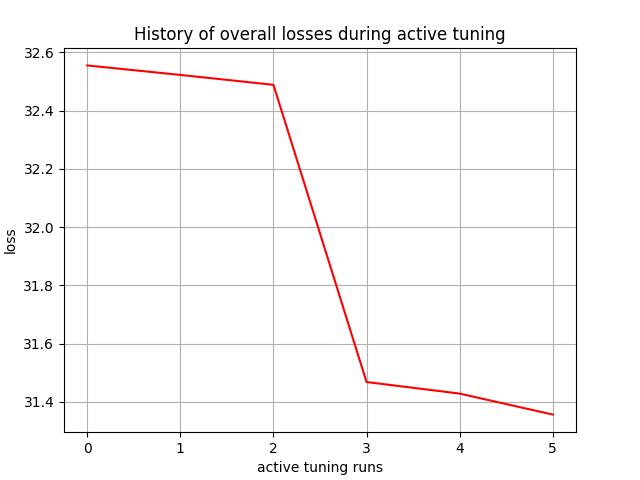 History of overall losses during active tuning
32.6
32.4
32.2
32.0
31.8
31.6
31.4
loss
0 1 2 3 4 5
active tuning runs